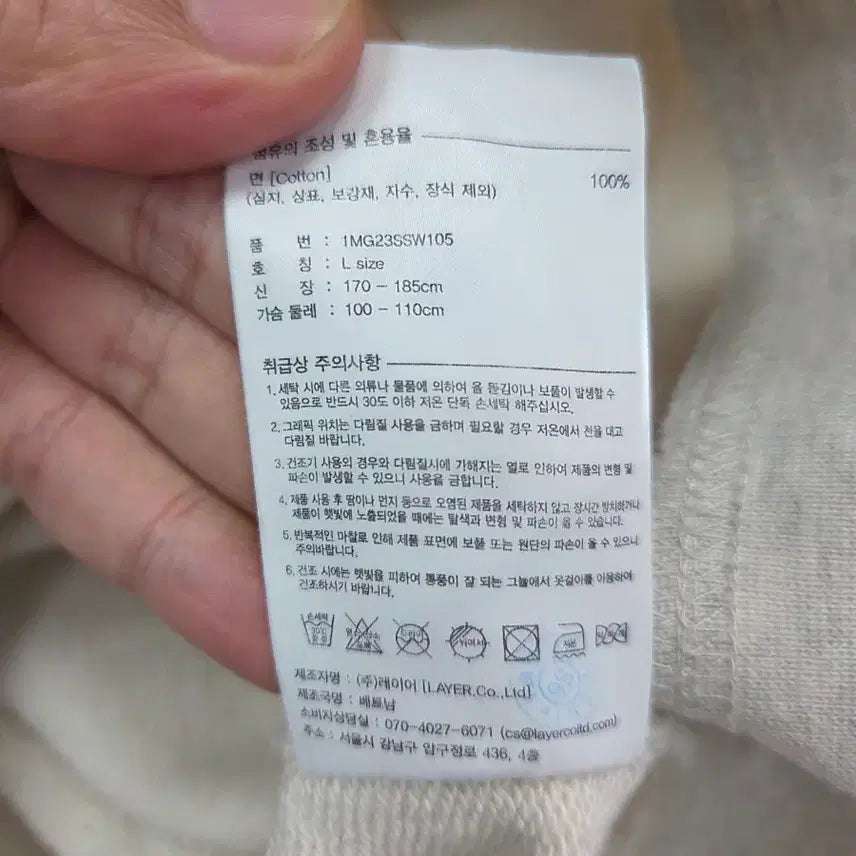 섬유의 조성 및 혼용율
면 [Cotton] 100%
(심지, 상표, 보강재, 자수, 장식 제외)
품 번 : 1MG23SSW105
호 칭 : L size
신 장 : 170 - 185cm
가슴 둘레 : 100 - 110cm
취급상 주의사항
1. 세탁 시에 다른 의류나 물품에 의하여 올 뜯김이나 보풀이 발생할 수
있음으로 반드시 30도 이하 저온 단독 손세탁 해주십시오.
2. 그래픽 위치는 다림질 사용을 금하며 필요할 경우 저온에서 천을 대고
다림질 바랍니다.
3. 건조기 사용의 경우와 다림질시에 가해지는 열로 인하여 제품의 변형 및
파손이 발생할 수 있으니 사용을 금합니다.
4. 제품 사용 후 땀이나 먼지 등으로 오염된 제품을 세탁하지 않고 장시간 방치하거나
제품이 햇빛에 노출되었을 때에는 탈색과 변형 및 파손이 올 수 있습니다.
5. 반복적인 마찰로 인해 제품 표면에 보풀 또는 원단의 파손이 올 수 있으니
주의바랍니다.
6. 건조 시에는 햇빛을 피하여 통풍이 잘 되는 그늘에서 옷걸이를 이용하여
건조하시기 바랍니다.
손세탁
30℃
중성
제조자명 : (주)레이어 [LAYER.Co.,Ltd]
제조국명 : 베트남
소비자상담실 : 070-4027-6071 (cs@layercoltd.com)
주소 : 서울시 강남구 압구정로 436, 4층